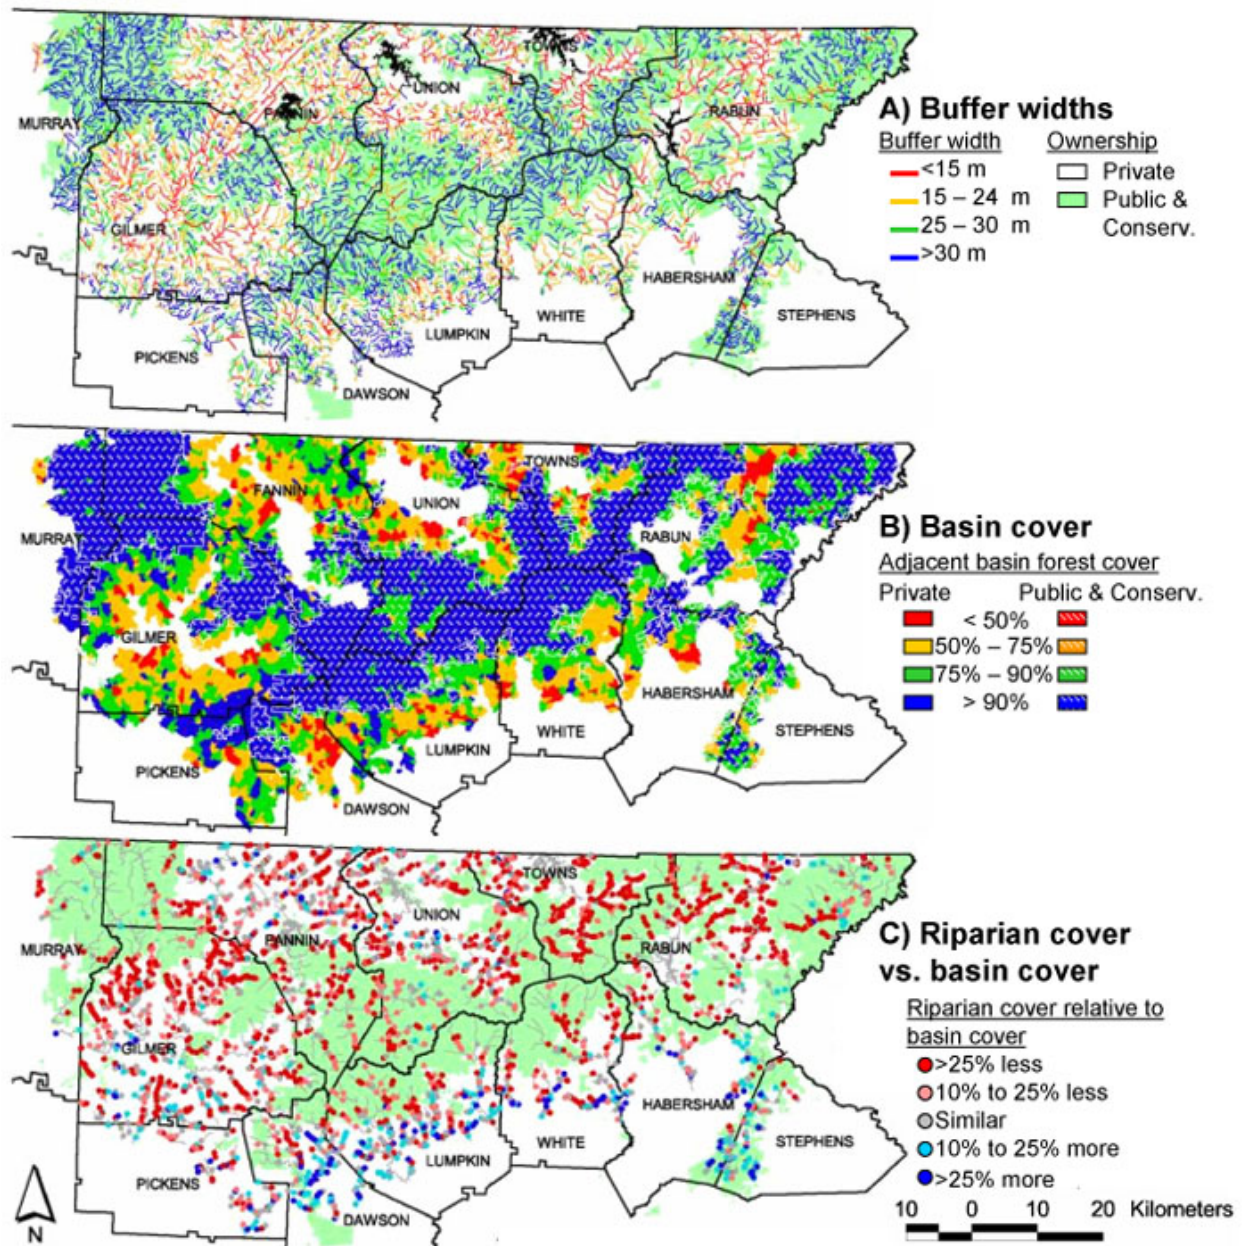 TOWNS
UNION
FANNIN
RABUN
MURRAY
GILMER
HABERSHAM
WHITE
STEPHENS
LUMPKIN
PICKENS
DAWSON
A) Buffer widths
Buffer width Ownership
<15 m Private
15 – 24 m Public &
25 – 30 m Conserv.
>30 m
TOWNS
FANNIN
UNION
MURRAY
RABUN
GILMER
HABERSHAM
WHITE
STEPHENS
LUMPKIN
PICKENS
DAWSON
B) Basin cover
Adjacent basin forest cover
Private Public & Conserv.
< 50%
50% – 75%
75% – 90%
> 90%
TOWNS
UNION
FANNIN
MURRAY
RABUN
GILMER
HABERSHAM
WHITE
STEPHENS
LUMPKIN
PICKENS
DAWSON
C) Riparian cover
vs. basin cover
Riparian cover relative to
basin cover
>25% less
10% to 25% less
Similar
10% to 25% more
>25% more
10 0 10 20 Kilometers
N